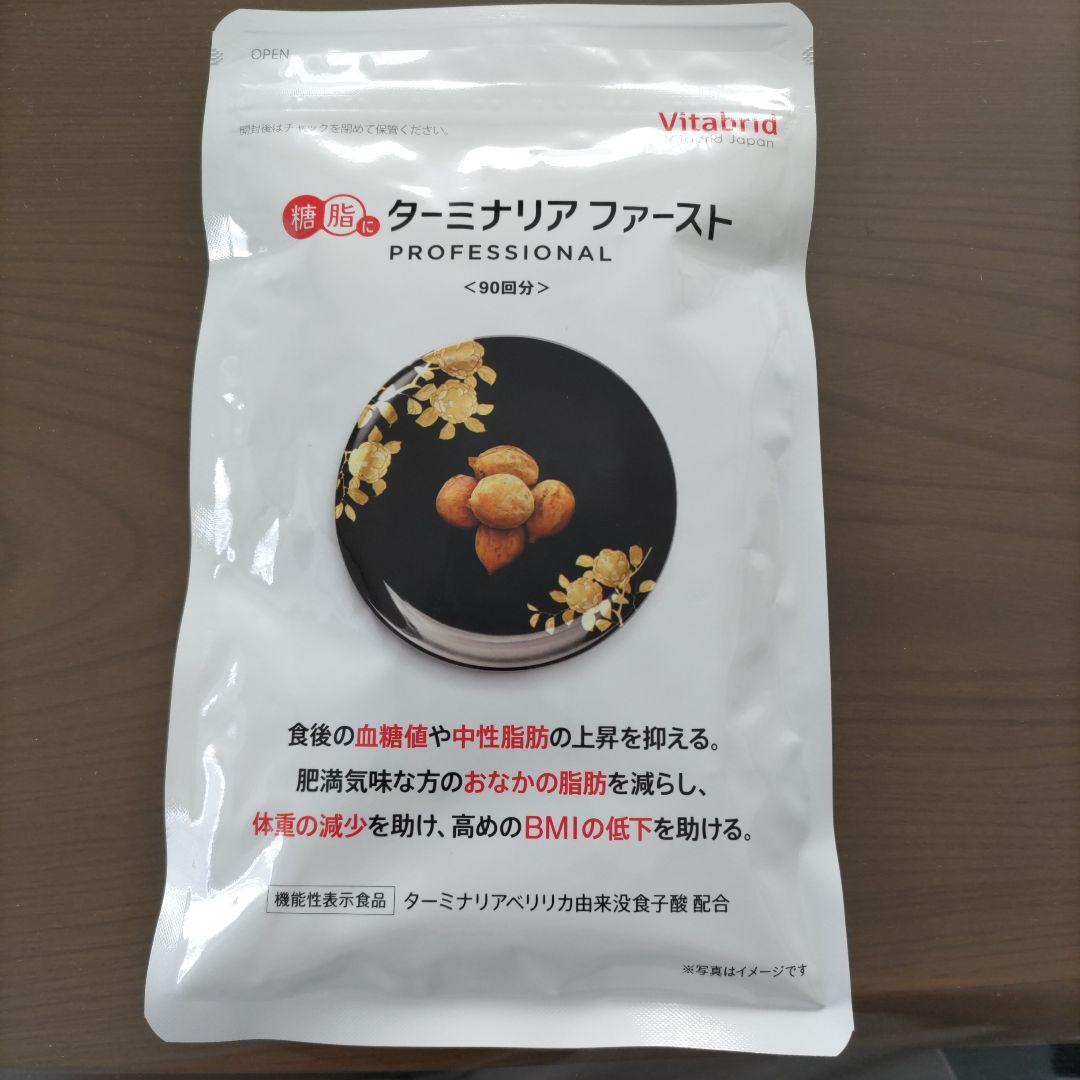 OPEN
開封後はチャックを閉めて保管ください。
Vitabrid
Vitabrid Japan
糖脂に ターミナリア ファースト
PROFESSIONAL
＜90回分＞
食後の血糖値や中性脂肪の上昇を抑える。
肥満気味な方のおなかの脂肪を減らし、
体重の減少を助け、高めのBMIの低下を助ける。
機能性表示食品 ターミナリアベリリカ由来没食子酸 配合
※写真はイメージです